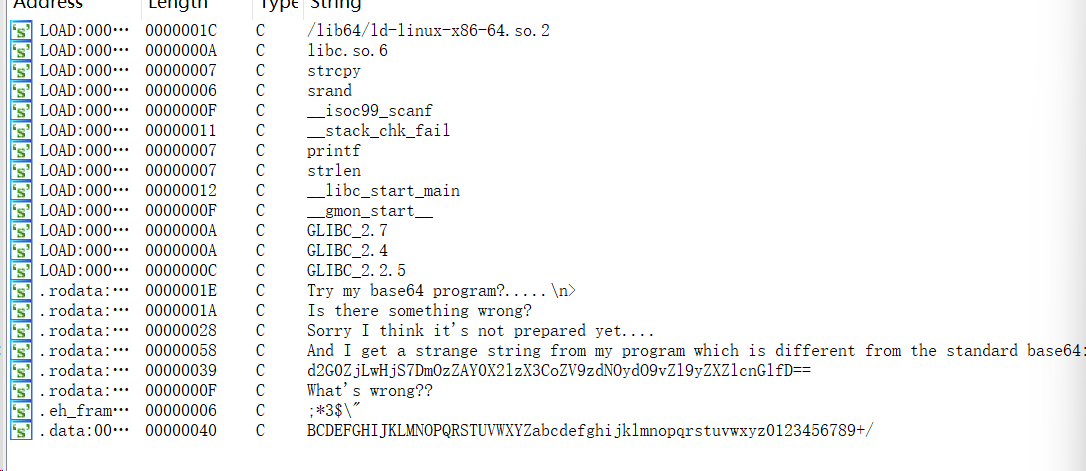 Address Length Type String
's' LOAD:000… 0000001C C /lib64/ld-linux-x86-64.so.2
's' LOAD:000… 0000000A C libc.so.6
's' LOAD:000… 00000007 C strcpy
's' LOAD:000… 00000006 C srand
's' LOAD:000… 0000000F C __isoc99_scanf
's' LOAD:000… 00000011 C __stack_chk_fail
's' LOAD:000… 00000007 C printf
's' LOAD:000… 00000007 C strlen
's' LOAD:000… 00000012 C __libc_start_main
's' LOAD:000… 0000000F C __gmon_start__
's' LOAD:000… 0000000A C GLIBC_2.7
's' LOAD:000… 0000000A C GLIBC_2.4
's' LOAD:000… 0000000C C GLIBC_2.2.5
's' .rodata:… 0000001E C Try my base64 program?.....\n>
's' .rodata:… 0000001A C Is there something wrong?
's' .rodata:… 00000028 C Sorry I think it's not prepared yet....
's' .rodata:… 00000058 C And I get a strange string from my program which is different from the standard base64:
's' .rodata:… 00000039 C d2G0ZjLwHjS7DmOzZAY0X2lzX3CoZV9zdNOydO9vZl9yZXZlcnGlfD==
's' .rodata:… 0000000F C What's wrong??
's' .eh_fram… 00000006 C ;*3$\"
's' .data:00… 00000040 C BCDEFGHIJKLMNOPQRSTUVWXYZabcdefghijklmnopqrstuvwxyz0123456789+/